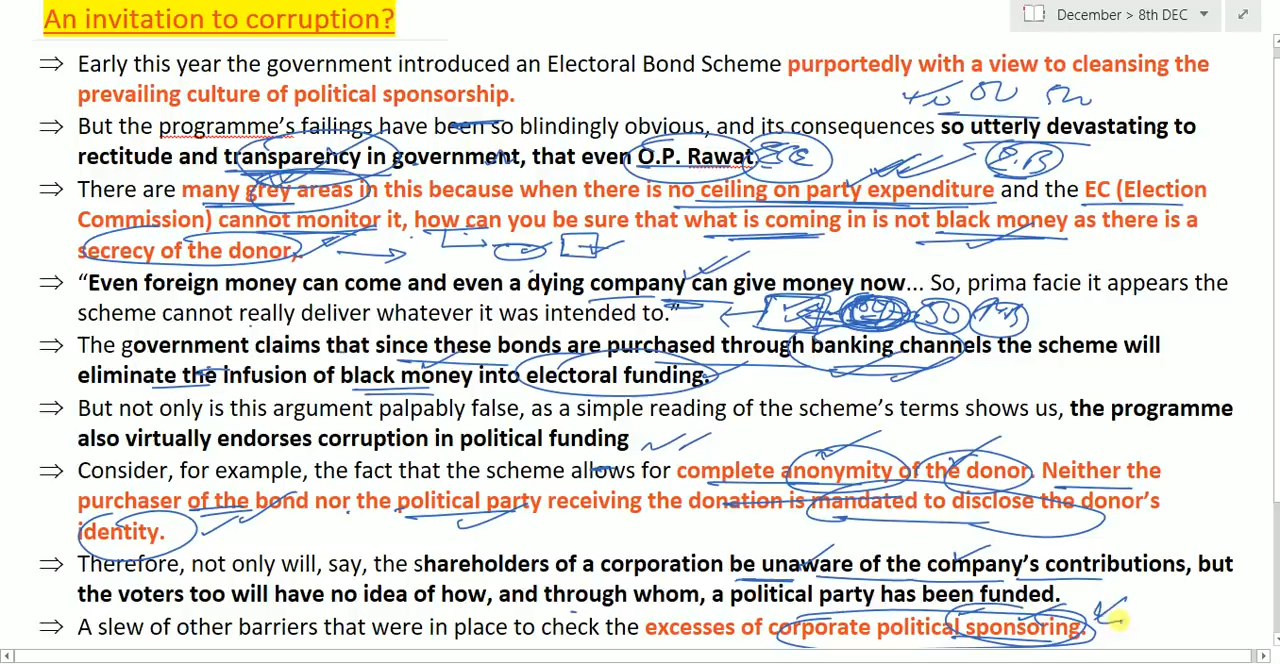 An invitation to corruption?
December > 8th DEC
⇒ Early this year the government introduced an Electoral Bond Scheme purportedly with a view to cleansing the
prevailing culture of political sponsorship.
⇒ But the programme's failings have been so blindingly obvious, and its consequences so utterly devastating to
rectitude and transparency in government, that even O.P. Rawat.
⇒ There are many grey areas in this because when there is no ceiling on party expenditure and the EC (Election
Commission) cannot monitor it, how can you be sure that what is coming in is not black money as there is a
secrecy of the donor,.
⇒ “Even foreign money can come and even a dying company can give money now... So, prima facie it appears the
scheme cannot really deliver whatever it was intended to.”
⇒ The government claims that since these bonds are purchased through banking channels the scheme will
eliminate the infusion of black money into electoral funding.
⇒ But not only is this argument palpably false, as a simple reading of the scheme's terms shows us, the programme
also virtually endorses corruption in political funding
⇒ Consider, for example, the fact that the scheme allows for complete anonymity of the donor. Neither the
purchaser of the bond nor the political party receiving the donation is mandated to disclose the donor's
identity.
⇒ Therefore, not only will, say, the shareholders of a corporation be unaware of the company's contributions, but
the voters too will have no idea of how, and through whom, a political party has been funded.
⇒ A slew of other barriers that were in place to check the excesses of corporate political sponsoring.